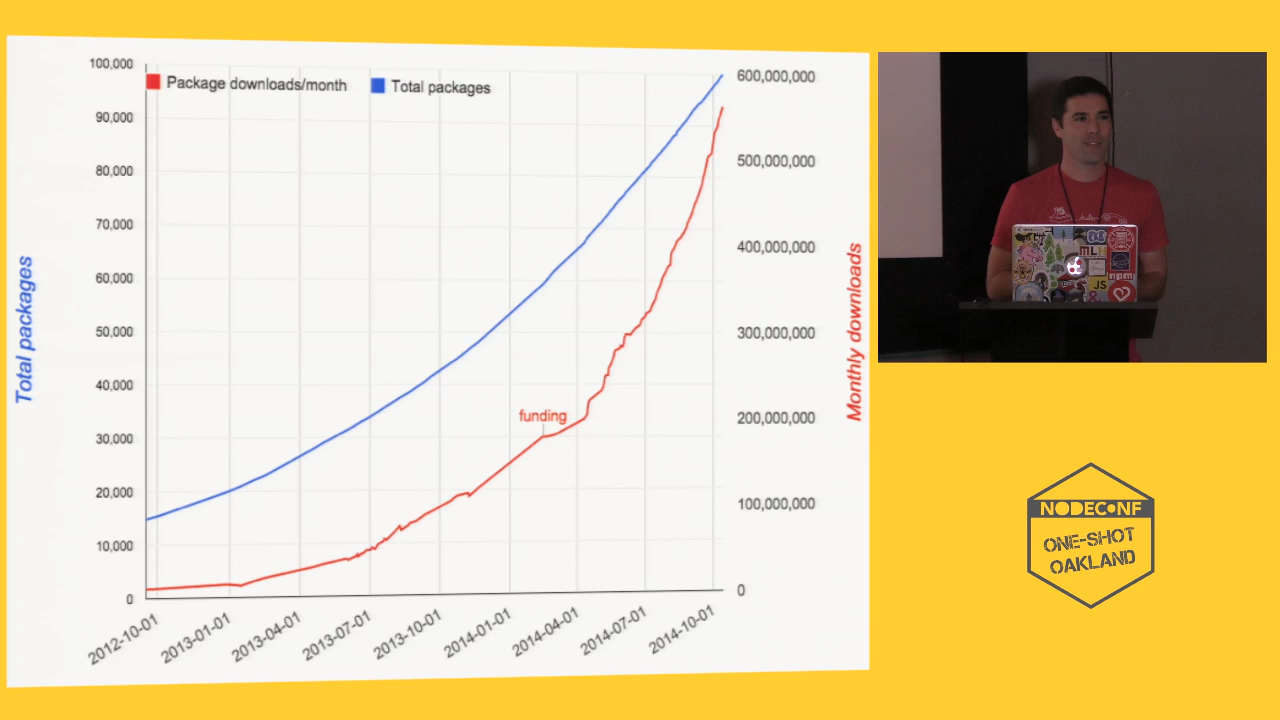 100,000
90,000
80,000
70,000
60,000
50,000
40,000
30,000
20,000
10,000
0
Total packages
Package downloads/month
Total packages
funding
600,000,000
500,000,000
400,000,000
300,000,000
200,000,000
100,000,000
0
Monthly downloads
2012-10-01
2013-01-01
2013-04-01
2013-07-01
2013-10-01
2014-01-01
2014-04-01
2014-07-01
2014-10-01
MLH
npm
JS
NODECONF
ONE-SHOT
OAKLAND